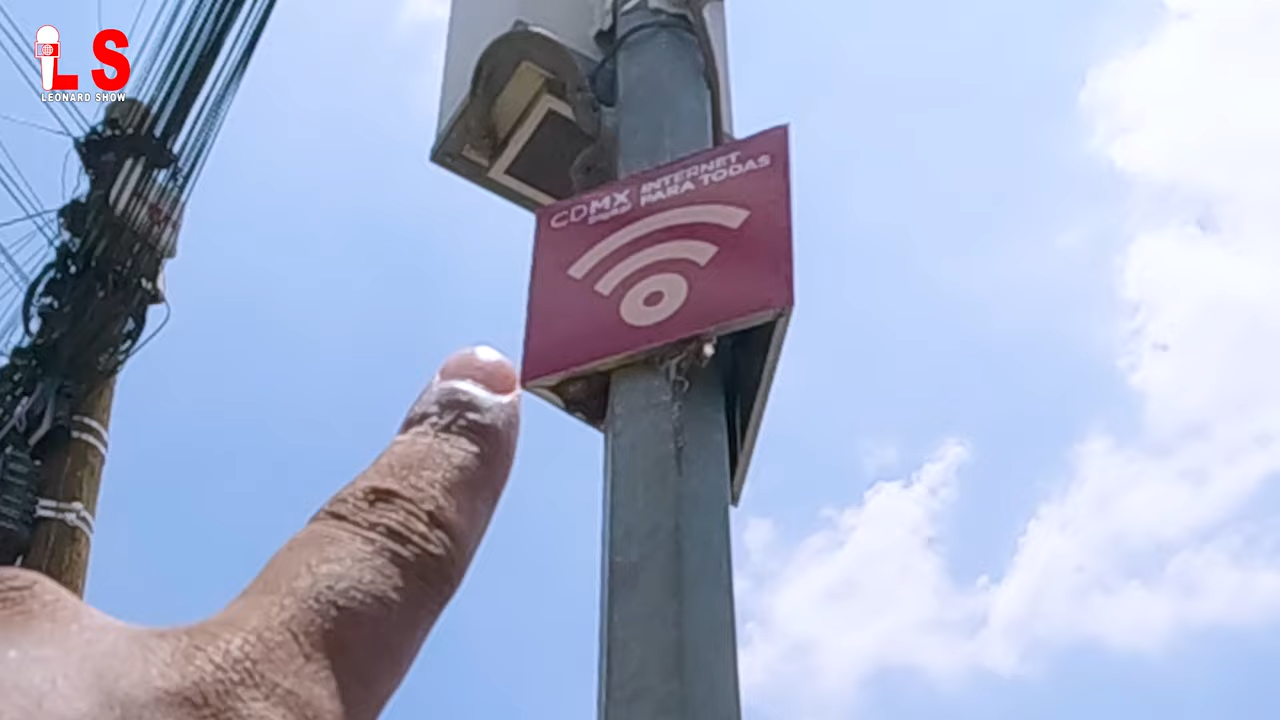 LS
LEONARD SHOW
CDMX
INTERNET
PARA TODAS